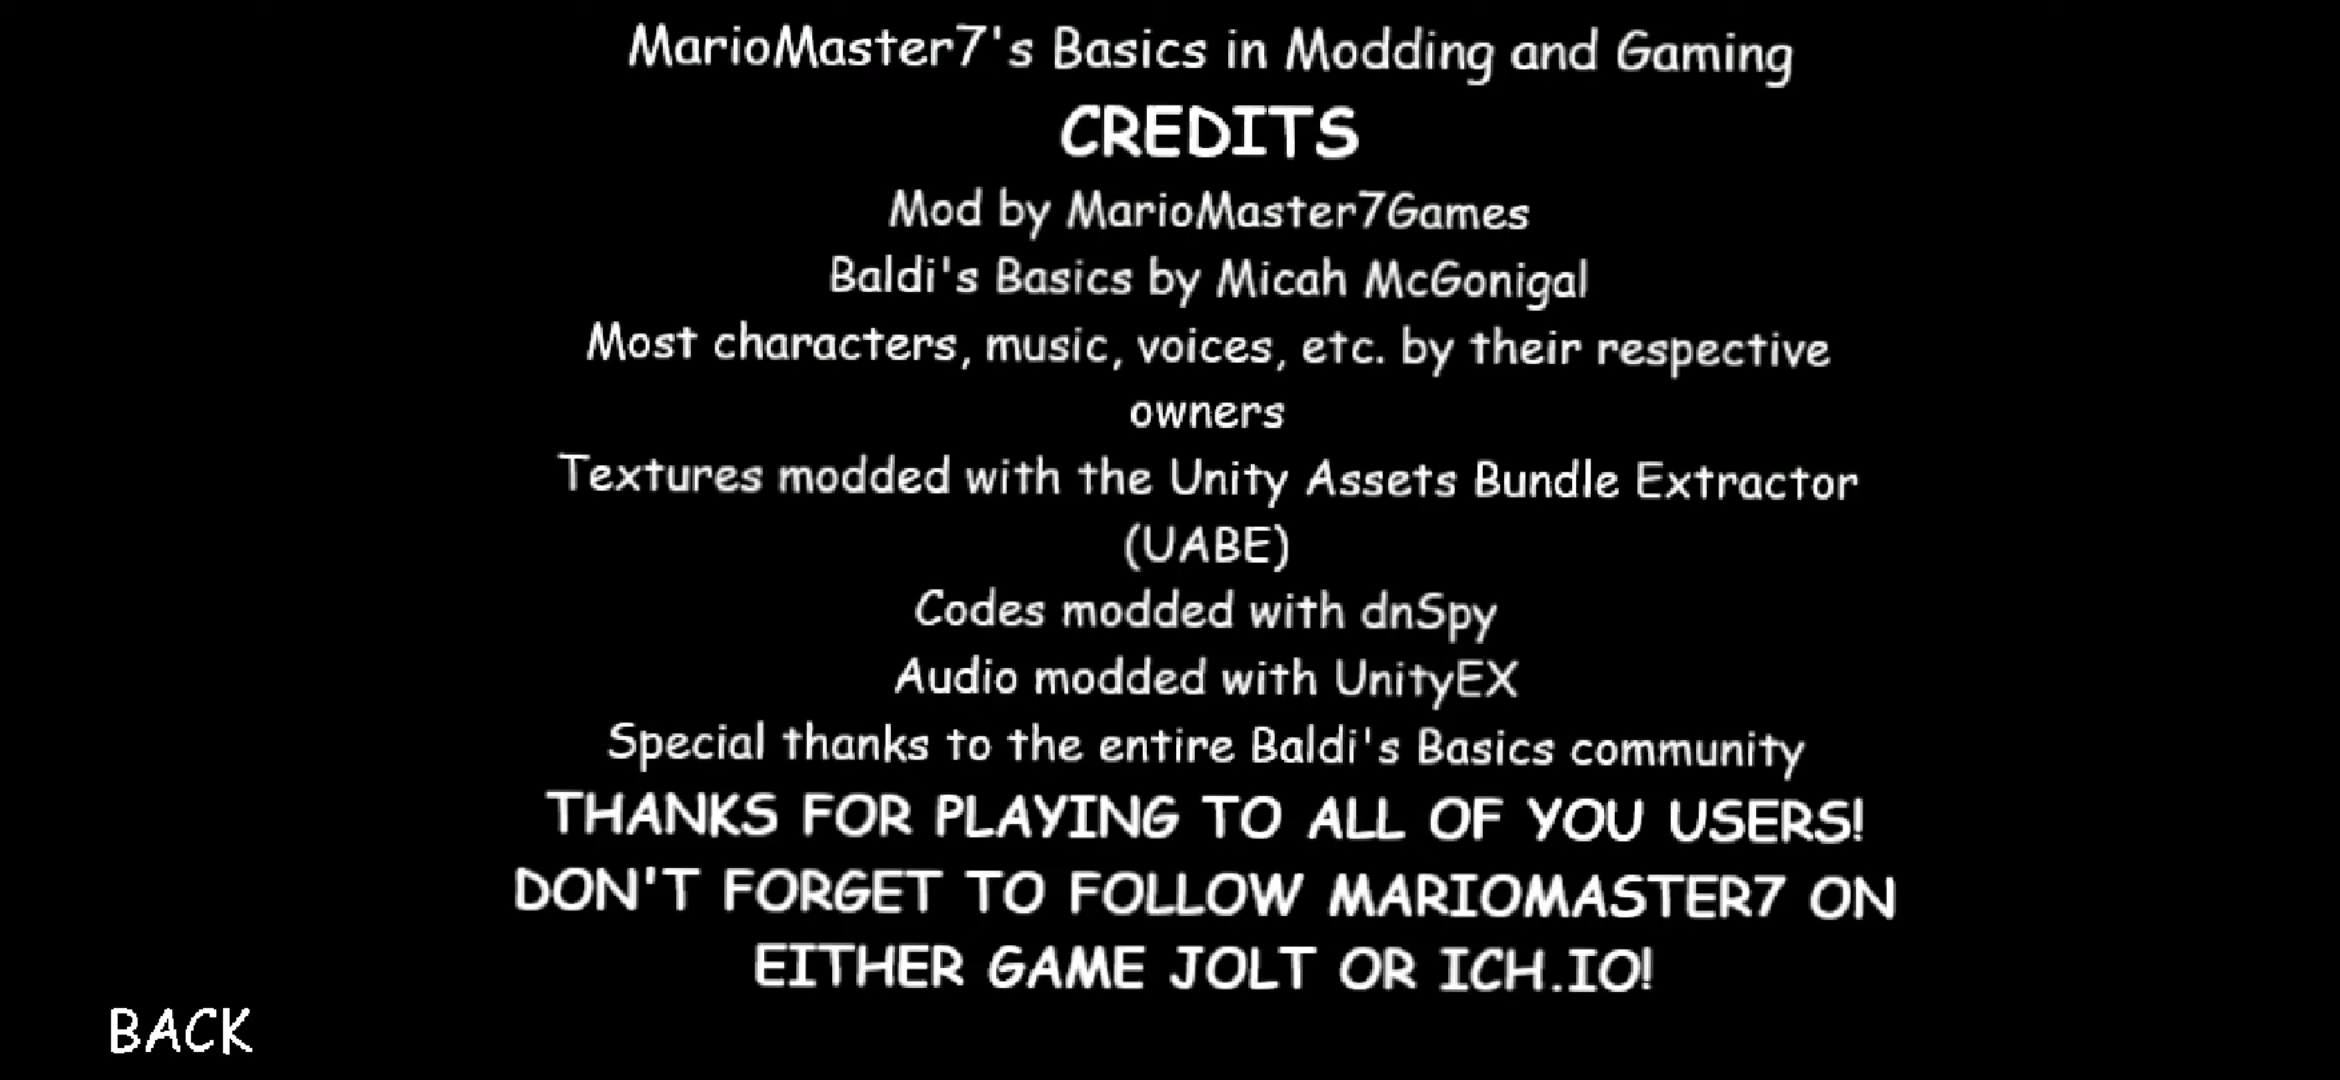 MarioMaster7's Basics in Modding and Gaming
CREDITS
Mod by MarioMaster7Games
Baldi's Basics by Micah McGonigal
Most characters, music, voices, etc. by their respective
owners
Textures modded with the Unity Assets Bundle Extractor
(UABE)
Codes modded with dnSpy
Audio modded with UnityEX
Special thanks to the entire Baldi's Basics community
THANKS FOR PLAYING TO ALL OF YOU USERS!
DON'T FORGET TO FOLLOW MARIOMASTER7 ON
EITHER GAME JOLT OR ICH.IO!
BACK